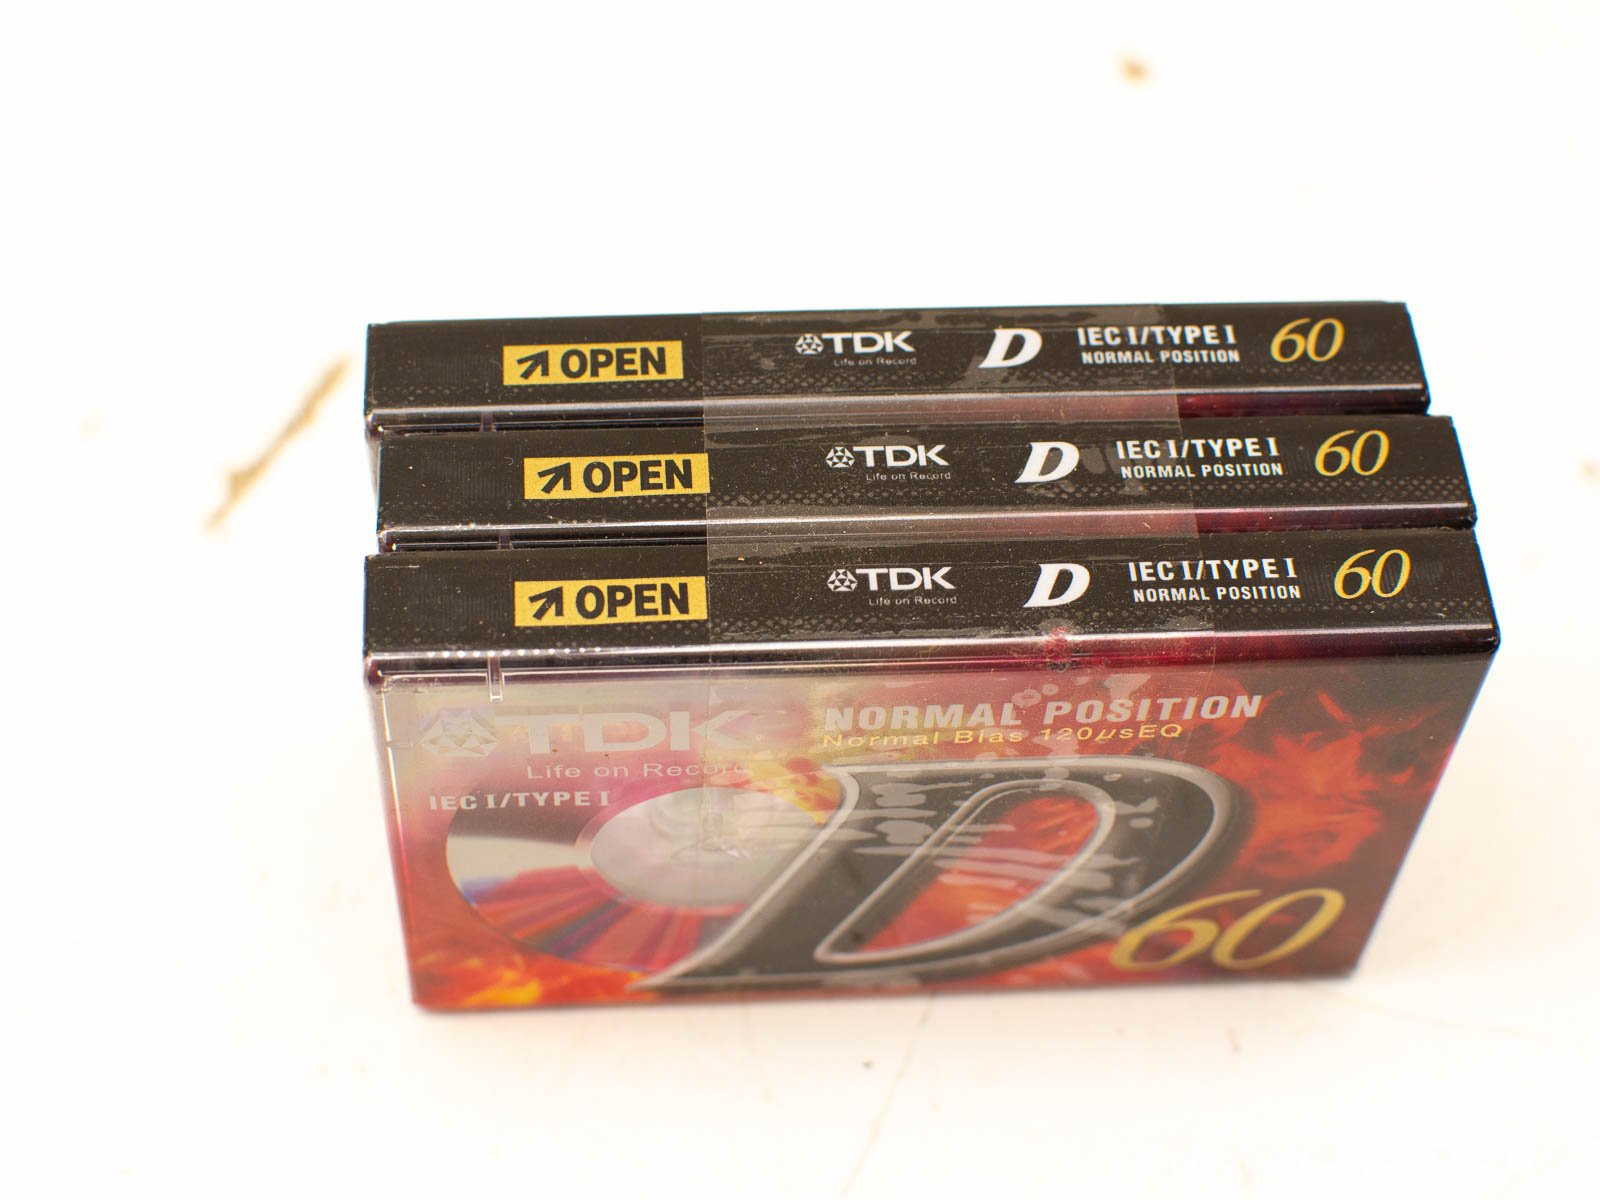 OPEN TDK D IEC I/TYPE I 60
Life on Record NORMAL POSITION
OPEN TDK D IEC I/TYPE I 60
Life on Record NORMAL POSITION
OPEN TDK D IEC I/TYPE I 60
Life on Record NORMAL POSITION
TDK NORMAL POSITION
Normal Bias 120μsEQ
Life on Record
IEC I/TYPE I
D
60